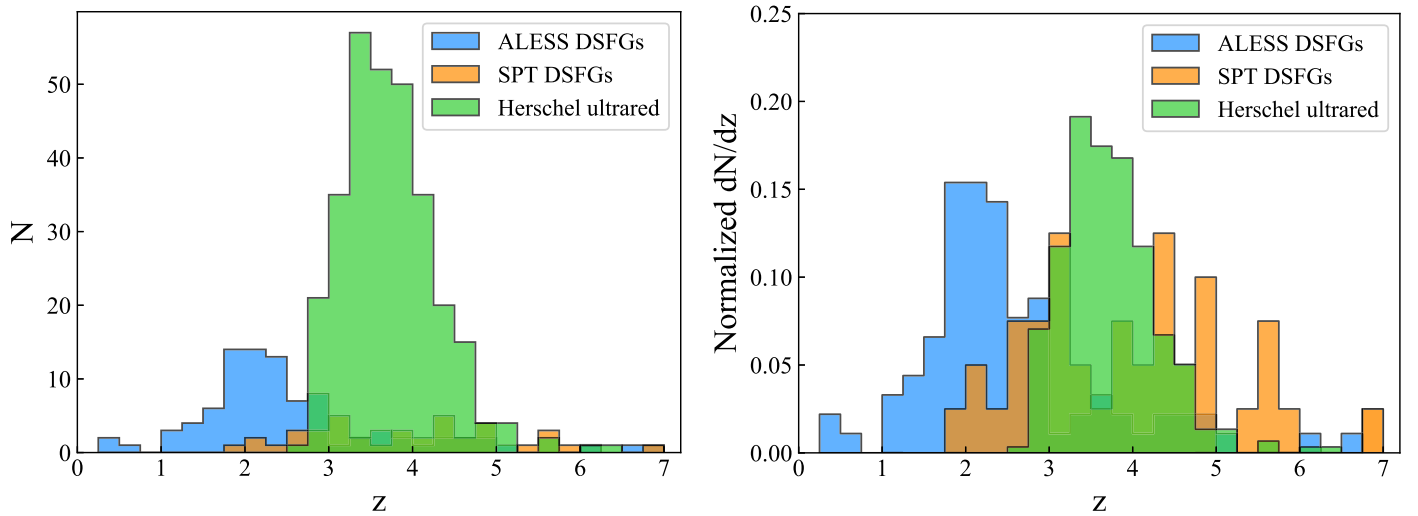 ALESS DSFGs
SPT DSFGs
Herschel ultrared
N
50
40
30
20
10
0
0 1 2 3 4 5 6 7
z
ALESS DSFGs
SPT DSFGs
Herschel ultrared
Normalized dN/dz
0.25
0.20
0.15
0.10
0.05
0.00
0 1 2 3 4 5 6 7
z